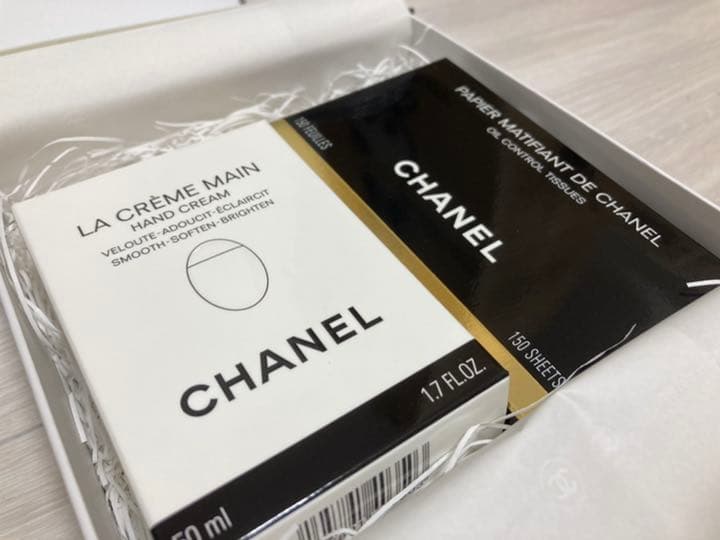 LA CRÈME MAIN
HAND CREAM
VELOUTE-ADOUCIT-ÉCLAIRCIT
SMOOTH-SOFTEN-BRIGHTEN
CHANEL
1.7 FL.OZ.
50 ml
150 FEUILLES
PAPIER MATIFIANT DE CHANEL
OIL CONTROL TISSUES
CHANEL
150 SHEETS